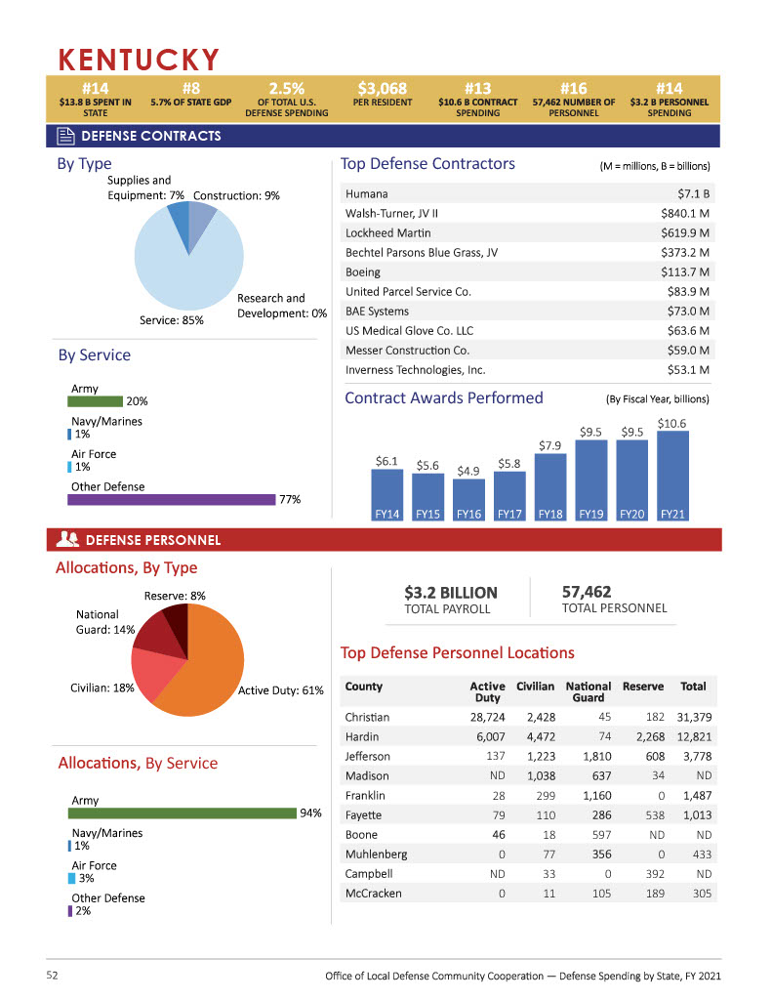 KENTUCKY
#14 #8 2.5% $3,068 #13 #16 #14
$13.8 B SPENT IN 5.7% OF STATE GDP OF TOTAL U.S. PER RESIDENT $10.6 B CONTRACT 57,462 NUMBER OF $3.2 B PERSONNEL
STATE DEFENSE SPENDING SPENDING PERSONNEL SPENDING
DEFENSE CONTRACTS
By Type
Supplies and
Equipment: 7% Construction: 9%
Research and
Development: 0%
Service: 85%
By Service
Army
20%
Navy/Marines
1%
Air Force
1%
Other Defense
77%
Top Defense Contractors (M = millions, B = billions)
Humana $7.1 B
Walsh-Turner, JV II $840.1 M
Lockheed Martin $619.9 M
Bechtel Parsons Blue Grass, JV $373.2 M
Boeing $113.7 M
United Parcel Service Co. $83.9 M
BAE Systems $73.0 M
US Medical Glove Co. LLC $63.6 M
Messer Construction Co. $59.0 M
Inverness Technologies, Inc. $53.1 M
Contract Awards Performed (By Fiscal Year, billions)
$6.1 $5.6 $4.9 $5.8 $7.9 $9.5 $9.5 $10.6
FY14 FY15 FY16 FY17 FY18 FY19 FY20 FY21
DEFENSE PERSONNEL
Allocations, By Type
Reserve: 8%
National
Guard: 14%
Civilian: 18%
Active Duty: 61%
Allocations, By Service
Army
94%
Navy/Marines
1%
Air Force
3%
Other Defense
2%
$3.2 BILLION 57,462
TOTAL PAYROLL TOTAL PERSONNEL
Top Defense Personnel Locations
County Active Civilian National Reserve Total
Duty Guard
Christian 28,724 2,428 45 182 31,379
Hardin 6,007 4,472 74 2,268 12,821
Jefferson 137 1,223 1,810 608 3,778
Madison ND 1,038 637 34 ND
Franklin 28 299 1,160 0 1,487
Fayette 79 110 286 538 1,013
Boone 46 18 597 ND ND
Muhlenberg 0 77 356 0 433
Campbell ND 33 0 392 ND
McCracken 0 11 105 189 305
52 Office of Local Defense Community Cooperation — Defense Spending by State, FY 2021